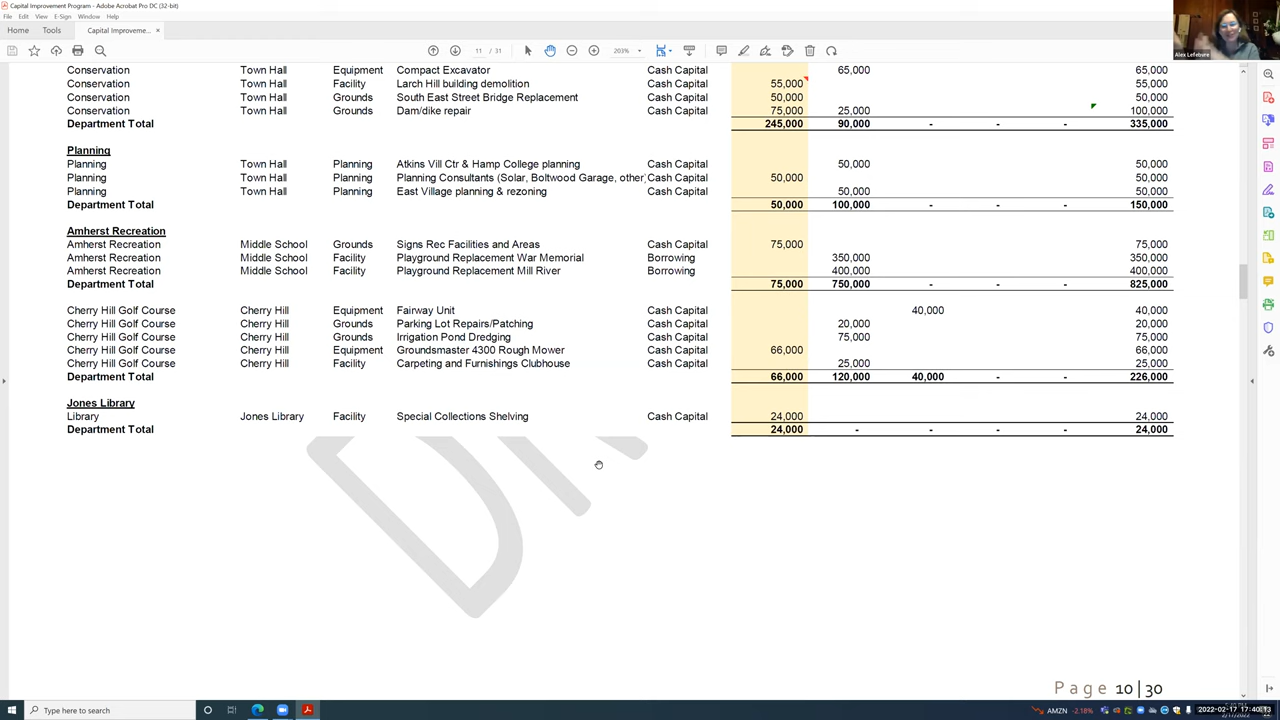 Capital Improvement Program - Adobe Acrobat Pro DC (32-bit)
File Edit View E-Sign Window Help
Home Tools Capital Improveme... ×
11 / 31 203%
Alex Lefebure
Conservation Town Hall Equipment Compact Excavator Cash Capital 65,000 65,000
Conservation Town Hall Facility Larch Hill building demolition Cash Capital 55,000 55,000
Conservation Town Hall Grounds South East Street Bridge Replacement Cash Capital 50,000 50,000
Conservation Town Hall Grounds Dam/dike repair Cash Capital 75,000 25,000 100,000
Department Total 245,000 90,000 - - - 335,000
Planning
Planning Town Hall Planning Atkins Vill Ctr & Hamp College planning Cash Capital 50,000 50,000
Planning Town Hall Planning Planning Consultants (Solar, Boltwood Garage, other) Cash Capital 50,000 50,000
Planning Town Hall Planning East Village planning & rezoning Cash Capital 50,000 50,000
Department Total 50,000 100,000 - - - 150,000
Amherst Recreation
Amherst Recreation Middle School Grounds Signs Rec Facilities and Areas Cash Capital 75,000 75,000
Amherst Recreation Middle School Facility Playground Replacement War Memorial Borrowing 350,000 350,000
Amherst Recreation Middle School Facility Playground Replacement Mill River Borrowing 400,000 400,000
Department Total 75,000 750,000 - - - 825,000
Cherry Hill Golf Course Cherry Hill Equipment Fairway Unit Cash Capital 40,000 40,000
Cherry Hill Golf Course Cherry Hill Grounds Parking Lot Repairs/Patching Cash Capital 20,000 20,000
Cherry Hill Golf Course Cherry Hill Grounds Irrigation Pond Dredging Cash Capital 75,000 75,000
Cherry Hill Golf Course Cherry Hill Equipment Groundsmaster 4300 Rough Mower Cash Capital 66,000 66,000
Cherry Hill Golf Course Cherry Hill Facility Carpeting and Furnishings Clubhouse Cash Capital 25,000 25,000
Department Total 66,000 120,000 40,000 - - 226,000
Jones Library
Library Jones Library Facility Special Collections Shelving Cash Capital 24,000 24,000
Department Total 24,000 - - - - 24,000
Page 10|30
Type here to search
AMZN -2.18%
2022-02-17 17:40:13